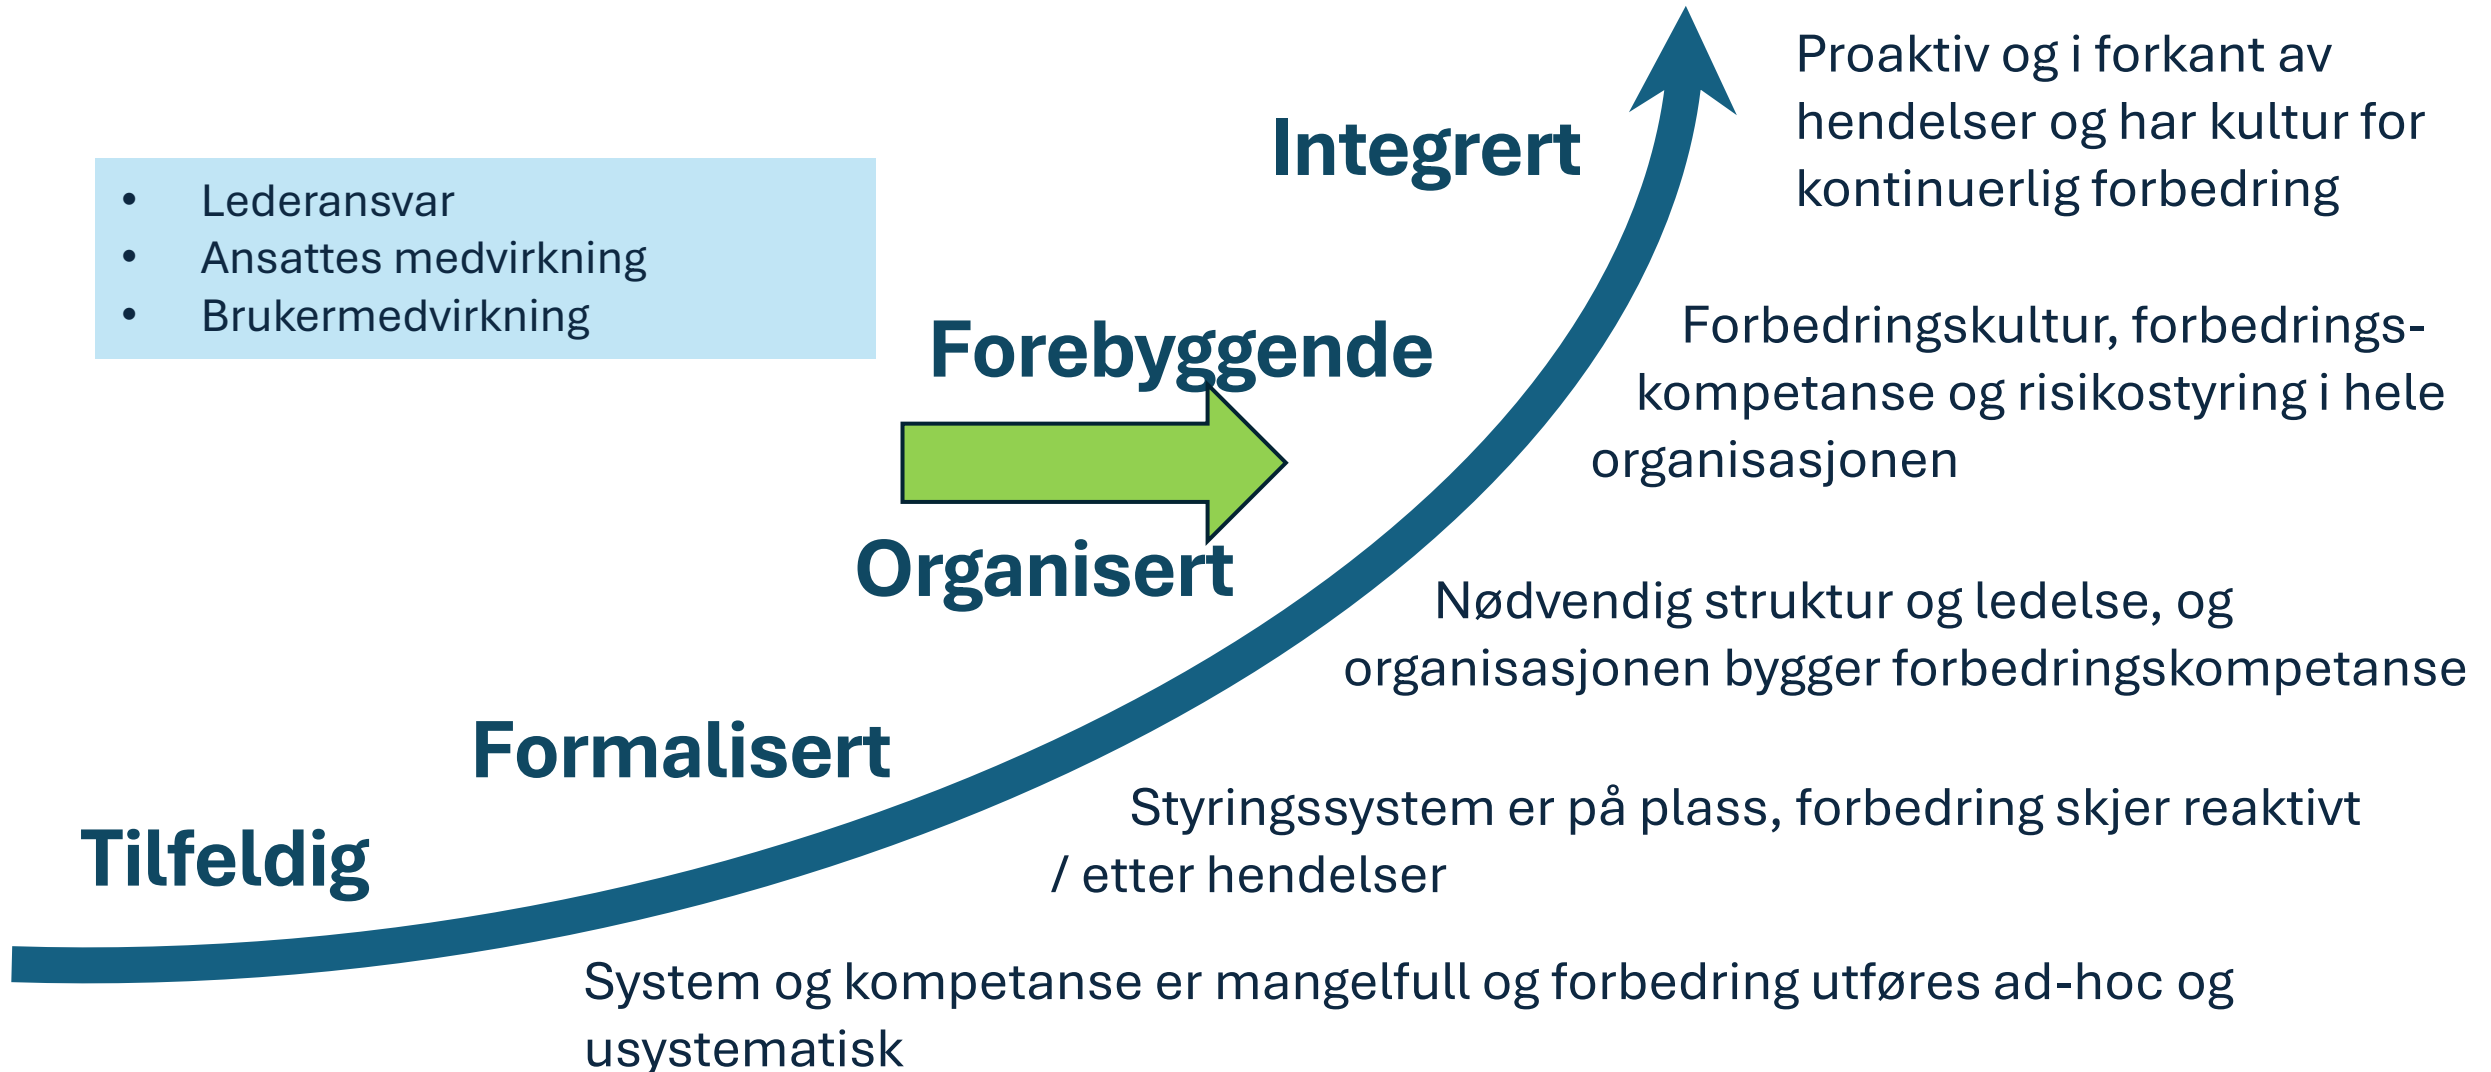 Proaktiv og i forkant av
hendelser og har kultur for
kontinuerlig forbedring
Integrert
• Lederansvar
• Ansattes medvirkning
• Brukermedvirkning
Forebyggende
Forbedringskultur, forbedrings-
kompetanse og risikostyring i hele
organisasjonen
Organisert
Nødvendig struktur og ledelse, og
organisasjonen bygger forbedringskompetanse
Formalisert
Styringssystem er på plass, forbedring skjer reaktivt
/ etter hendelser
Tilfeldig
System og kompetanse er mangelfull og forbedring utføres ad-hoc og
usystematisk